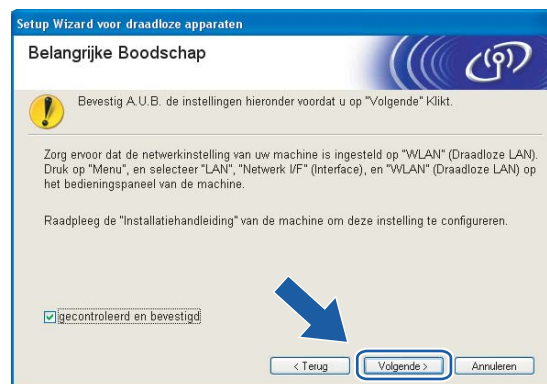 Setup Wizard voor draadloze apparaten
Belangrijke Boodschap
Bevestig A.U.B. de instellingen hieronder voordat u op "Volgende" Klikt.
Zorg ervoor dat de netwerkinstelling van uw machine is ingesteld op "WLAN" (Draadloze LAN).
Druk op "Menu", en selecteer "LAN", "Netwerk I/F" (Interface), en "WLAN" (Draadloze LAN) op
het bedieningspaneel van de machine.
Raadpleeg de "Installatiehandleiding" van de machine om deze instelling te configureren.
gecontroleerd en bevestigd
< Terug
Volgende >
Annuleren